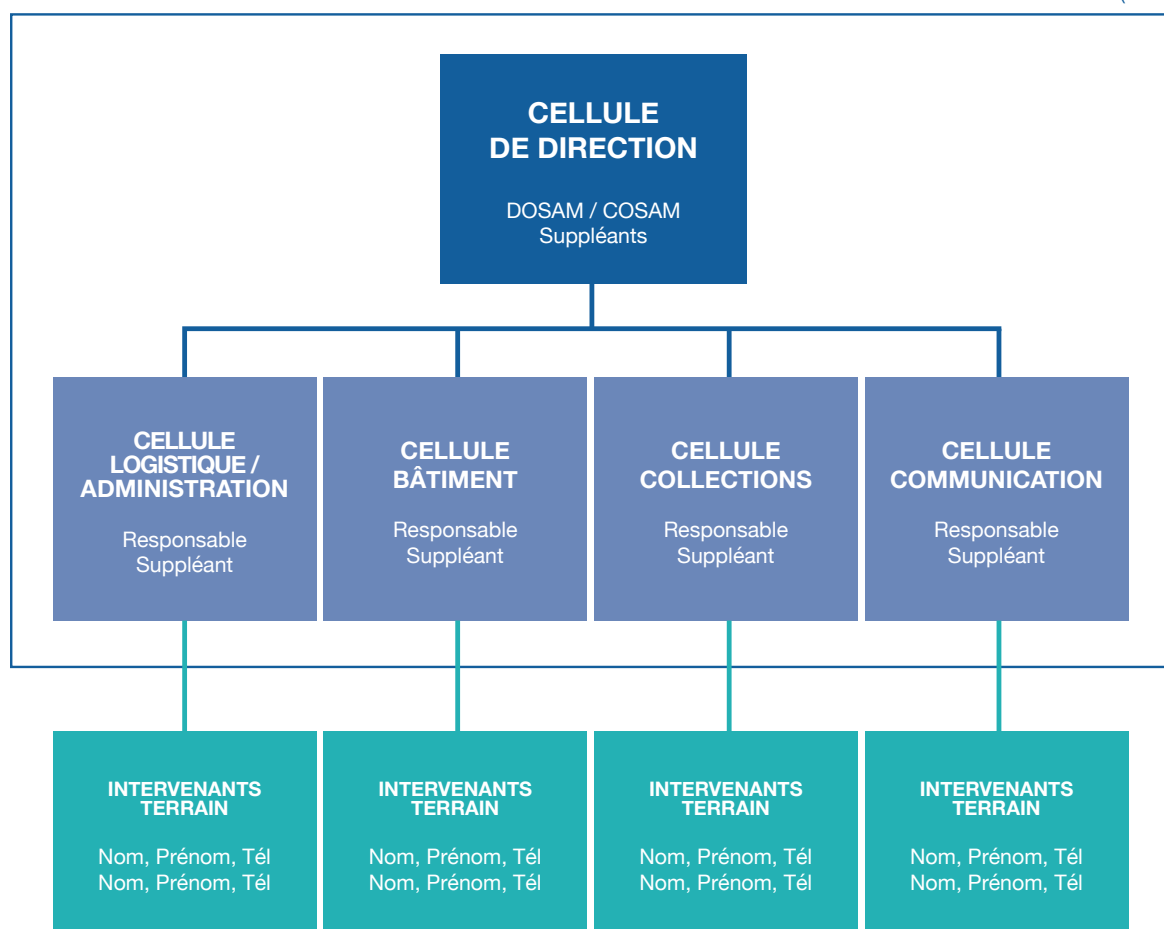 CELLULE
DE DIRECTION
DOSAM / COSAM
Suppléants
CELLULE
LOGISTIQUE /
ADMINISTRATION
Responsable
Suppléant
CELLULE
BÂTIMENT
Responsable
Suppléant
CELLULE
COLLECTIONS
Responsable
Suppléant
CELLULE
COMMUNICATION
Responsable
Suppléant
INTERVENANTS
TERRAIN
Nom, Prénom, Tél
Nom, Prénom, Tél
INTERVENANTS
TERRAIN
Nom, Prénom, Tél
Nom, Prénom, Tél
INTERVENANTS
TERRAIN
Nom, Prénom, Tél
Nom, Prénom, Tél
INTERVENANTS
TERRAIN
Nom, Prénom, Tél
Nom, Prénom, Tél